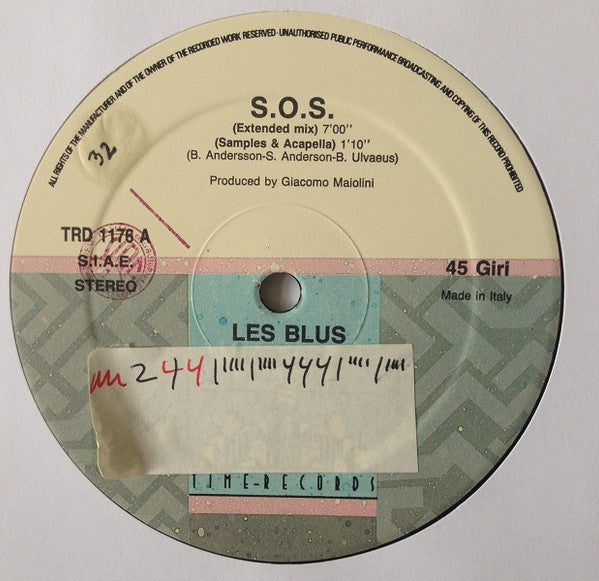 ALL RIGHTS OF THE MANUFACTURER AND OF THE OWNER OF THE RECORDED WORK RESERVED · UNAUTHORISED PUBLIC PERFORMANCE BROADCASTING AND COPYING OF THIS RECORD PROHIBITED
S.O.S.
(Extended mix) 7'00''
(Samples & Acapella) 1'10''
(B. Andersson-S. Anderson-B. Ulvaeus)
Produced by Giacomo Maiolini
32
TRD 1176 A
S.I.A.E.
STEREO
45 Giri
Made in Italy
LES BLUS
244
TIME-RECORDS